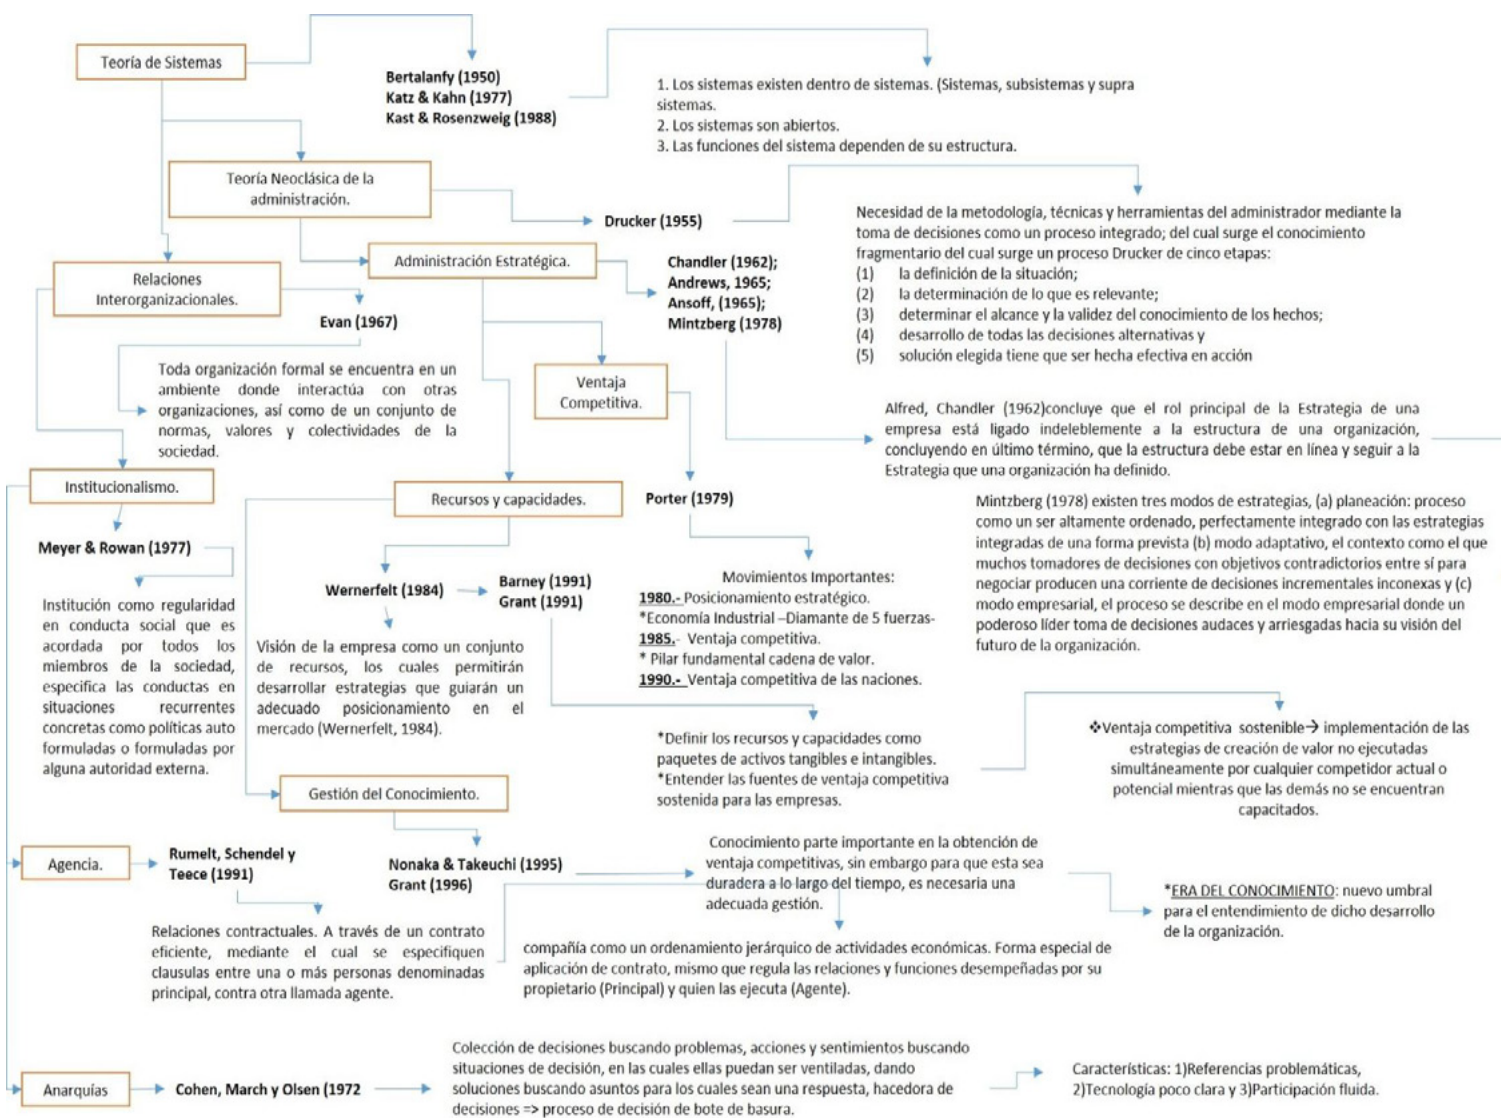 Teoría de Sistemas
Bertalanfy (1950)
Katz & Kahn (1977)
Kast & Rosenzweig (1988)
1. Los sistemas existen dentro de sistemas. (Sistemas, subsistemas y supra
sistemas.
2. Los sistemas son abiertos.
3. Las funciones del sistema dependen de su estructura.
Teoría Neoclásica de la
administración.
Drucker (1955)
Necesidad de la metodología, técnicas y herramientas del administrador mediante la
toma de decisiones como un proceso integrado; del cual surge el conocimiento
fragmentario del cual surge un proceso Drucker de cinco etapas:
(1) la definición de la situación;
(2) la determinación de lo que es relevante;
(3) determinar el alcance y la validez del conocimiento de los hechos;
(4) desarrollo de todas las decisiones alternativas y
(5) solución elegida tiene que ser hecha efectiva en acción
Relaciones
Interorganizacionales.
Administración Estratégica.
Chandler (1962);
Andrews, 1965;
Ansoff, (1965);
Mintzberg (1978)
Evan (1967)
Toda organización formal se encuentra en un
ambiente donde interactúa con otras
organizaciones, así como de un conjunto de
normas, valores y colectividades de la
sociedad.
Ventaja
Competitiva.
Alfred, Chandler (1962)concluye que el rol principal de la Estrategia de una
empresa está ligado indeleblemente a la estructura de una organización,
concluyendo en último término, que la estructura debe estar en línea y seguir a la
Estrategia que una organización ha definido.
Institucionalismo.
Recursos y capacidades.
Porter (1979)
Mintzberg (1978) existen tres modos de estrategias, (a) planeación: proceso
como un ser altamente ordenado, perfectamente integrado con las estrategias
integradas de una forma prevista (b) modo adaptativo, el contexto como el que
muchos tomadores de decisiones con objetivos contradictorios entre sí para
negociar producen una corriente de decisiones incrementales inconexas y (c)
modo empresarial, el proceso se describe en el modo empresarial donde un
poderoso líder toma de decisiones audaces y arriesgadas hacia su visión del
futuro de la organización.
Meyer & Rowan (1977)
Institución como regularidad
en conducta social que es
acordada por todos los
miembros de la sociedad,
especifica las conductas en
situaciones recurrentes
concretas como políticas auto
formuladas o formuladas por
alguna autoridad externa.
Wernerfelt (1984)
Barney (1991)
Grant (1991)
Visión de la empresa como un conjunto
de recursos, los cuales permitirán
desarrollar estrategias que guiarán un
adecuado posicionamiento en el
mercado (Wernerfelt, 1984).
Movimientos Importantes:
1980.- Posicionamiento estratégico.
*Economía Industrial –Diamante de 5 fuerzas-
1985.- Ventaja competitiva.
* Pilar fundamental cadena de valor.
1990.- Ventaja competitiva de las naciones.
*Definir los recursos y capacidades como
paquetes de activos tangibles e intangibles.
*Entender las fuentes de ventaja competitiva
sostenida para las empresas.
❖Ventaja competitiva sostenible→ implementación de las
estrategias de creación de valor no ejecutadas
simultáneamente por cualquier competidor actual o
potencial mientras que las demás no se encuentran
capacitados.
Gestión del Conocimiento.
Agencia.
Rumelt, Schendel y
Teece (1991)
Nonaka & Takeuchi (1995)
Grant (1996)
Conocimiento parte importante en la obtención de
ventaja competitivas, sin embargo para que esta sea
duradera a lo largo del tiempo, es necesaria una
adecuada gestión.
*ERA DEL CONOCIMIENTO: nuevo umbral
para el entendimiento de dicho desarrollo
de la organización.
Relaciones contractuales. A través de un contrato
eficiente, mediante el cual se especifiquen
clausulas entre una o más personas denominadas
principal, contra otra llamada agente.
compañía como un ordenamiento jerárquico de actividades económicas. Forma especial de
aplicación de contrato, mismo que regula las relaciones y funciones desempeñadas por su
propietario (Principal) y quien las ejecuta (Agente).
Anarquías
Cohen, March y Olsen (1972
Colección de decisiones buscando problemas, acciones y sentimientos buscando
situaciones de decisión, en las cuales ellas puedan ser ventiladas, dando
soluciones buscando asuntos para los cuales sean una respuesta, hacedora de
decisiones => proceso de decisión de bote de basura.
Características: 1)Referencias problemáticas,
2)Tecnología poco clara y 3)Participación fluida.